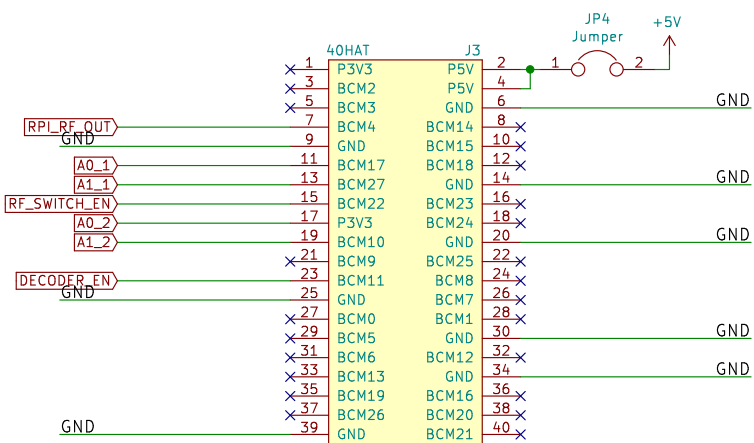 JP4
Jumper
+5V
40HAT J3
1 P3V3 P5V 2 1 2
3 BCM2 P5V 4
5 BCM3 GND 6 GND
RPI_RF_OUT 7 BCM4 BCM14 8
GND 9 GND BCM15 10
A0_1 11 BCM17 BCM18 12
A1_1 13 BCM27 GND 14 GND
RF_SWITCH_EN 15 BCM22 BCM23 16
A0_2 17 P3V3 BCM24 18
A1_2 19 BCM10 GND 20 GND
21 BCM9 BCM25 22
DECODER_EN 23 BCM11 BCM8 24
GND 25 GND BCM7 26
27 BCM0 BCM1 28
29 BCM5 GND 30 GND
31 BCM6 BCM12 32
33 BCM13 GND 34 GND
35 BCM19 BCM16 36
37 BCM26 BCM20 38
GND 39 GND BCM21 40